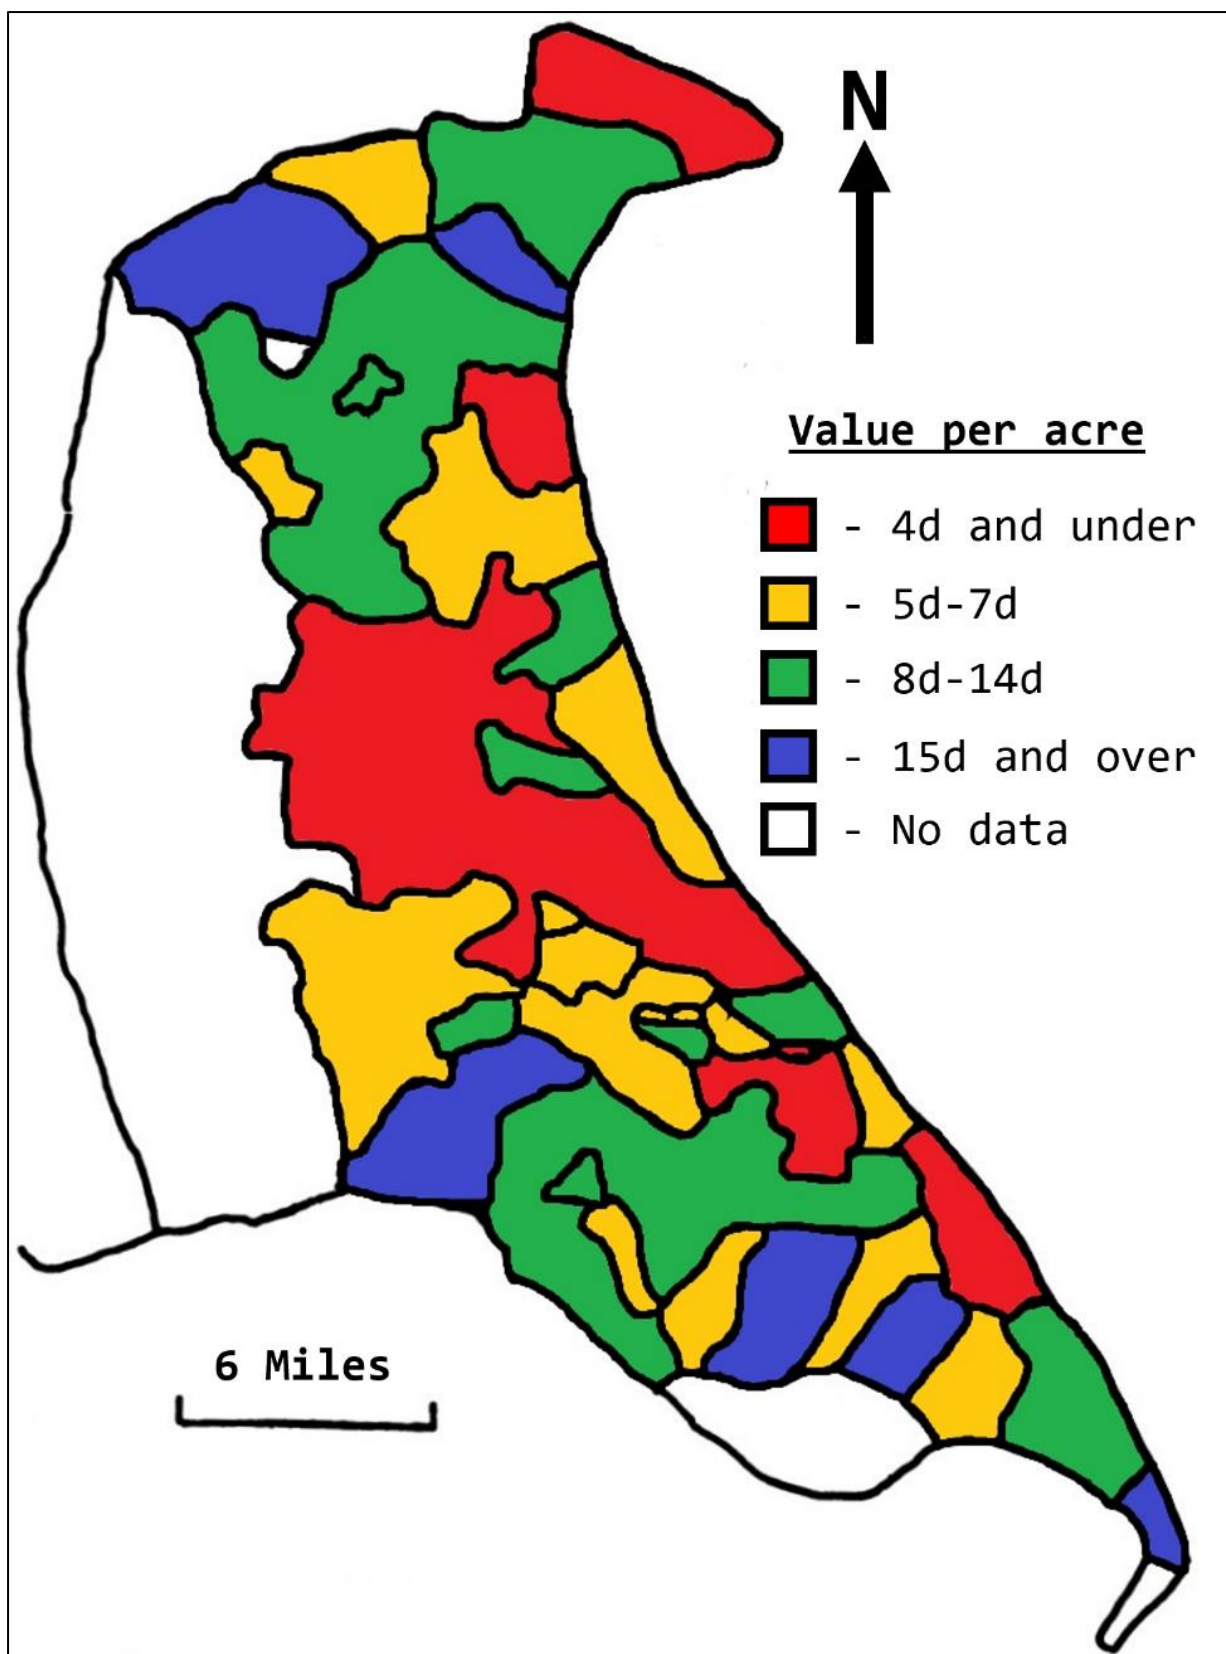 N
Value per acre
- 4d and under
- 5d-7d
- 8d-14d
- 15d and over
- No data
6 Miles